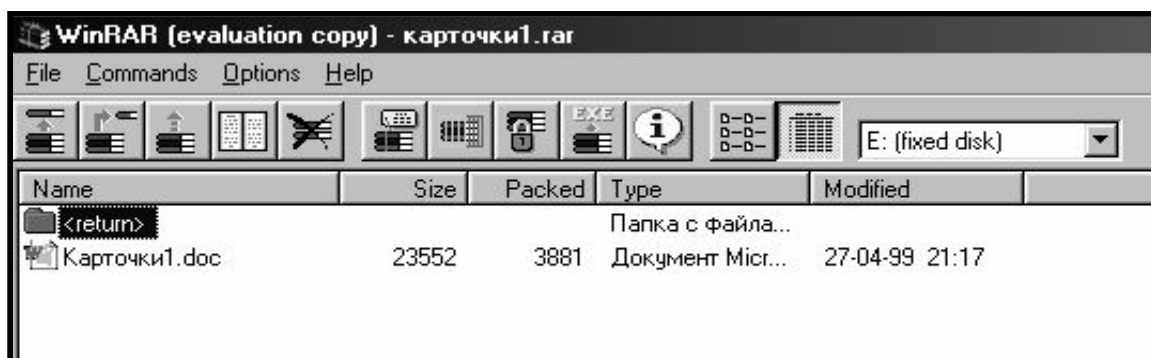 WinRAR (evaluation copy) - карточки1.rar
File Commands Options Help
EXE E: (fixed disk)
Name Size Packed Type Modified
<return> Папка с файла...
Карточки1.doc 23552 3881 Документ Micr... 27-04-99 21:17